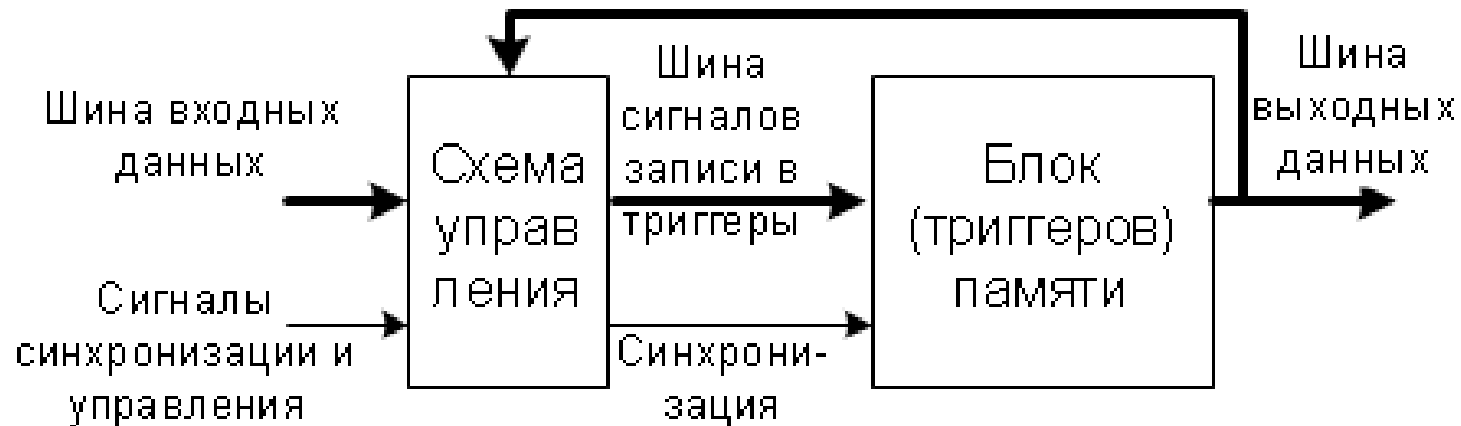 Шина входных
данных
Сигналы
синхронизации и
управления
Схема
управ
ления
Шина
сигналов
записи в
триггеры
Синхрони-
зация
Блок
(триггеров)
памяти
Шина
выходных
данных